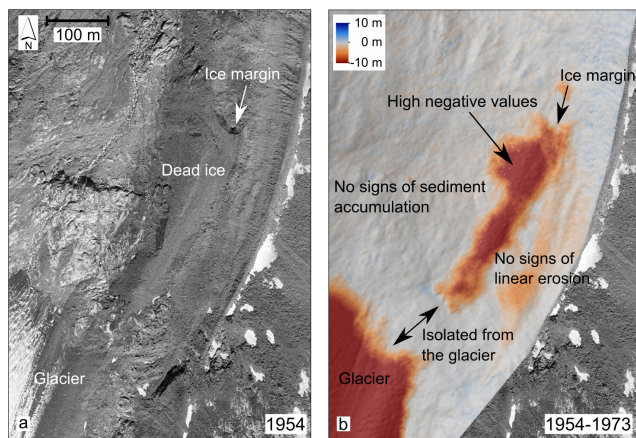 N
100 m
Ice margin
Dead ice
Glacier
a
1954
10 m
0 m
-10 m
Ice margin
High negative values
No signs of sediment
accumulation
No signs of
linear erosion
Isolated from
the glacier
Glacier
b
1954-1973